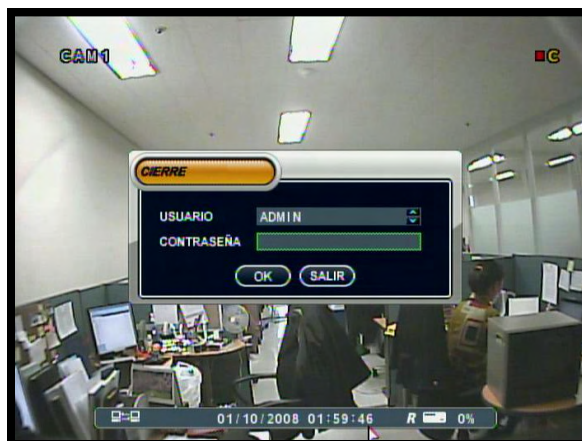 CAM1
C
CIERRE
USUARIO ADMIN
CONTRASEÑA
OK SALIR
01/10/2008 01:59:46 R 0%